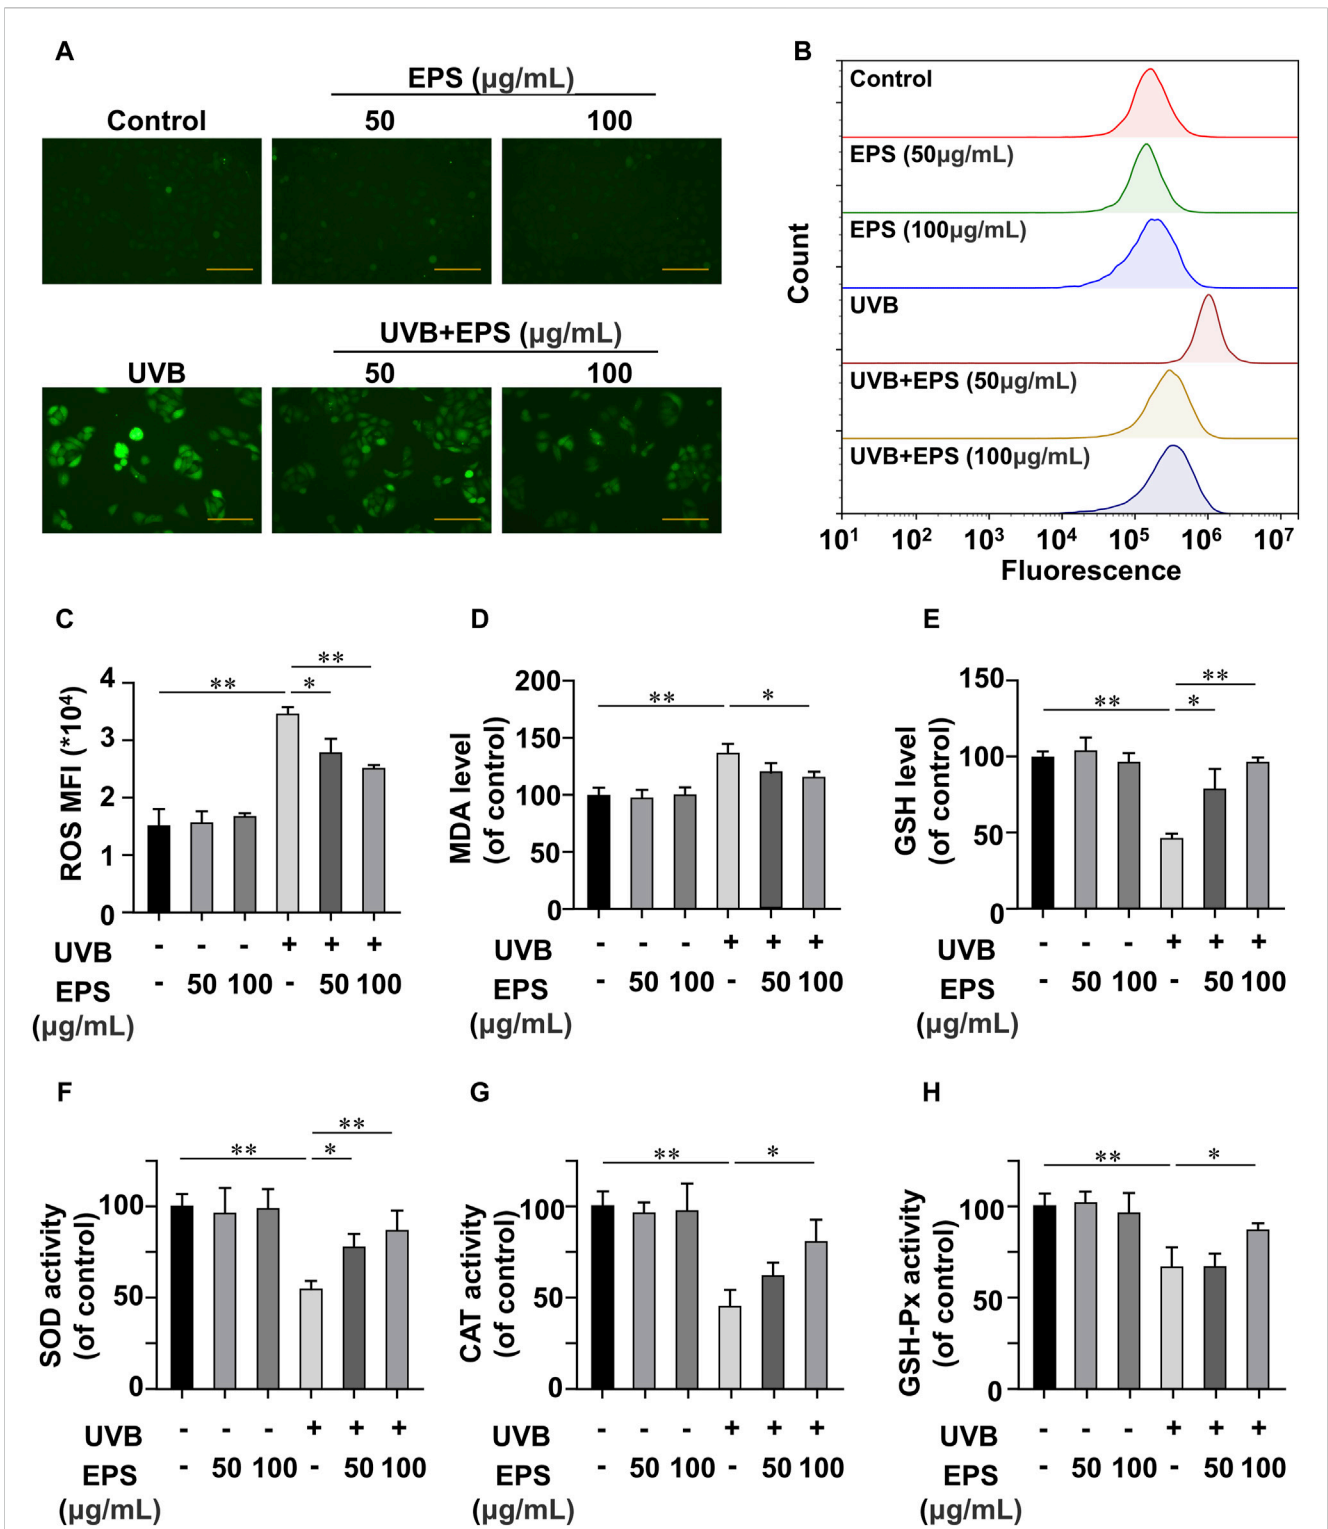 A
EPS (µg/mL)
Control 50 100
UVB+EPS (µg/mL)
UVB 50 100
B
Control
EPS (50µg/mL)
EPS (100µg/mL)
UVB
UVB+EPS (50µg/mL)
UVB+EPS (100µg/mL)
Count
10¹ 10² 10³ 10⁴ 10⁵ 10⁶ 10⁷
Fluorescence
C
ROS MFI (*10⁴)
4
3
2
1
0
** * **
UVB - - - + + +
EPS - 50 100 - 50 100
(µg/mL)
D
MDA level
(of control)
200
150
100
50
0
** *
UVB - - - + + +
EPS - 50 100 - 50 100
(µg/mL)
E
GSH level
(of control)
150
100
50
0
** * **
UVB - - - + + +
EPS - 50 100 - 50 100
(µg/mL)
F
SOD activity
(of control)
100
50
0
** * **
UVB - - - + + +
EPS - 50 100 - 50 100
(µg/mL)
G
CAT activity
(of control)
100
50
0
** *
UVB - - - + + +
EPS - 50 100 - 50 100
(µg/mL)
H
GSH-Px activity
(of control)
100
50
0
** *
UVB - - - + + +
EPS - 50 100 - 50 100
(µg/mL)